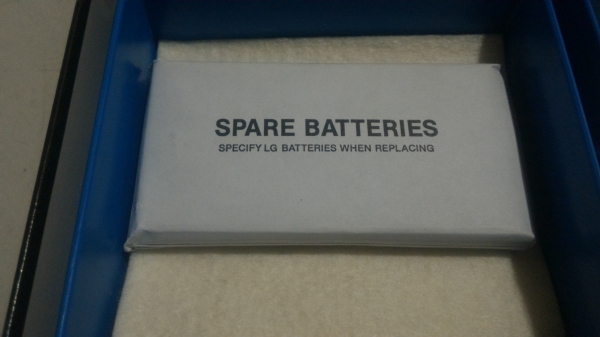 SPARE BATTERIES
SPECIFY LG BATTERIES WHEN REPLACING